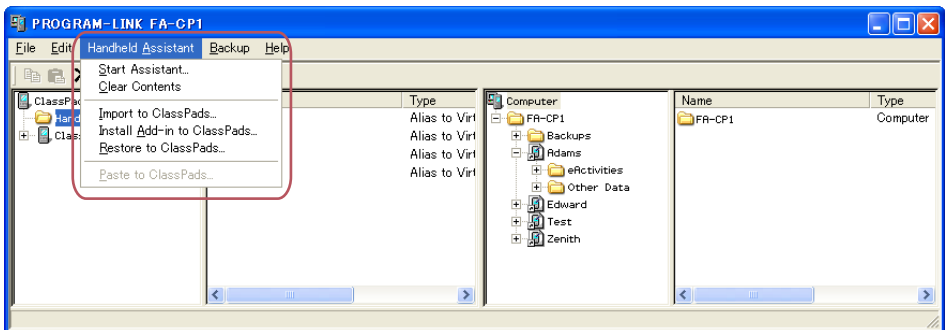 PROGRAM-LINK FA-CP1
File Edit Handheld Assistant Backup Help
Start Assistant...
Clear Contents
Import to ClassPads...
Install Add-in to ClassPads...
Restore to ClassPads...
Paste to ClassPads...
ClassPa
Hand
Clas
Type
Alias to Virt
Alias to Virt
Alias to Virt
Alias to Virt
Computer
FA-CP1
Backups
Adams
eActivities
Other Data
Edward
Test
Zenith
Name Type
FA-CP1 Computer